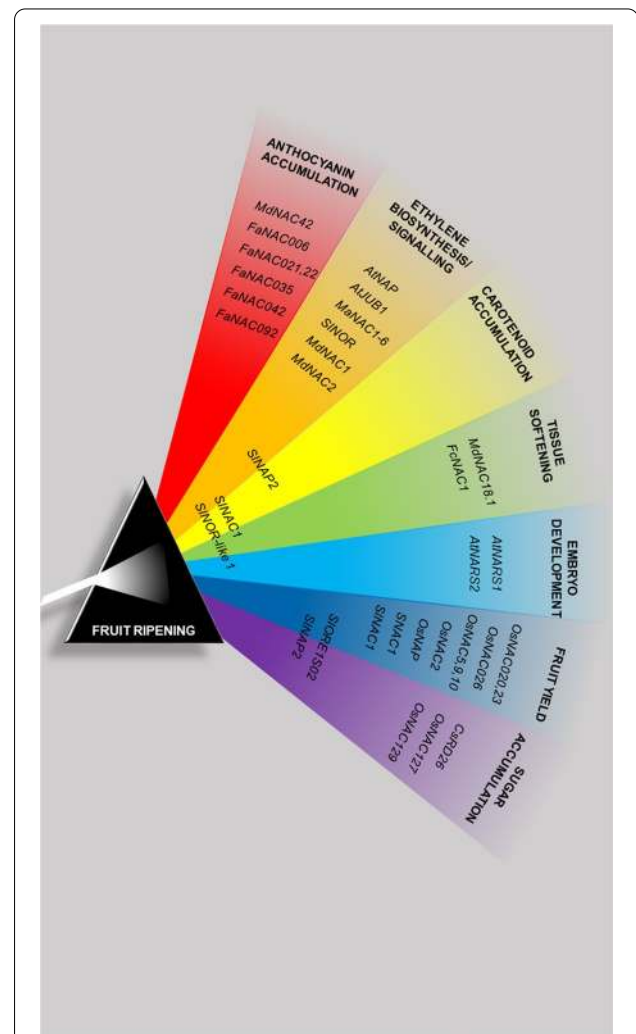 ANTHOCYANIN
ACCUMULATION
MdNAC42
FaNAC006
FaNAC021,22
FaNAC035
FaNAC042
FaNAC092
ETHYLENE
BIOSYNTHESIS/
SIGNALLING
AtNAP
AtJUB1
MaNAC1-6
SlNOR
MdNAC1
MdNAC2
CAROTENOID
ACCUMULATION
SlNAP2
SlNAC1
SlNOR-like1
TISSUE
SOFTENING
MdNAC18.1
FcNAC1
EMBRYO
DEVELOPMENT
AtNARS1
AtNARS2
FRUIT YIELD
OsNAC020,23
OsNAC026
OsNAC5,9,10
OsNAC2
OsNAP
SNAC1
SlNAC1
SlORE1S02
SlNAP2
SUGAR
ACCUMULATION
CsRD26
OsNAC127
OsNAC129
FRUIT RIPENING